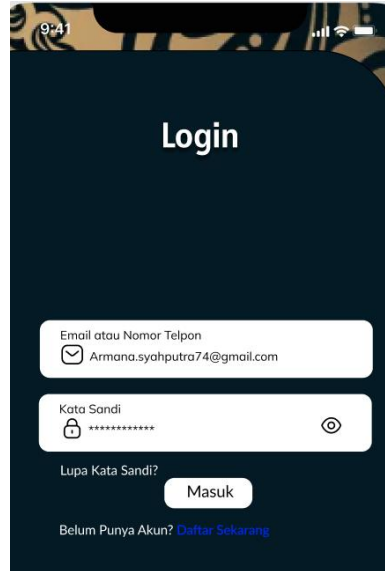 9:41
Login
Email atau Nomor Telpon
Armana.syahputra74@gmail.com
Kata Sandi
************
Lupa Kata Sandi?
Masuk
Belum Punya Akun? Daftar Sekarang